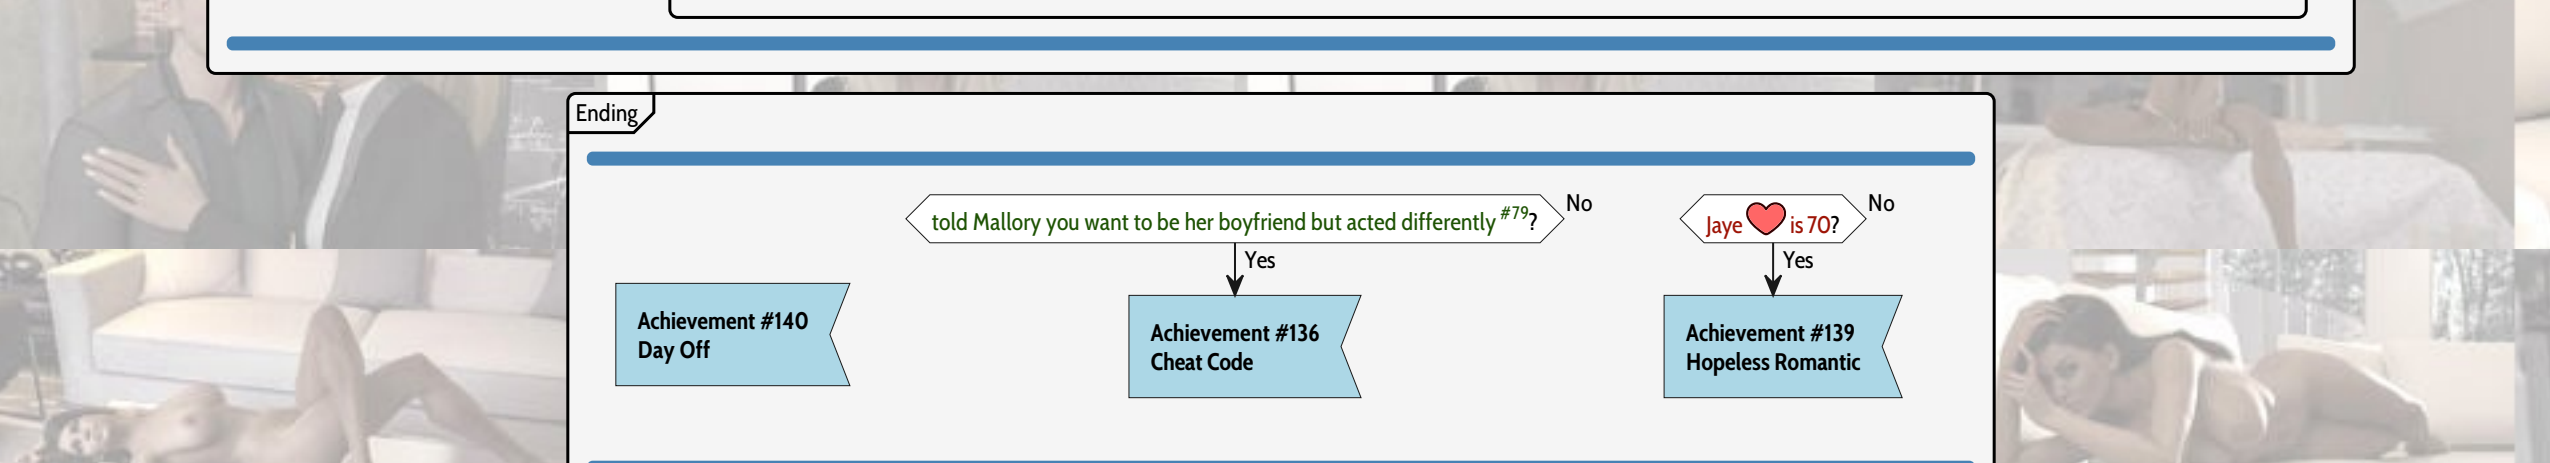 Ending
told Mallory you want to be her boyfriend but acted differently #79?
No
Jaye ❤ is 70?
No
Yes
Yes
Achievement #140
Day Off
Achievement #136
Cheat Code
Achievement #139
Hopeless Romantic